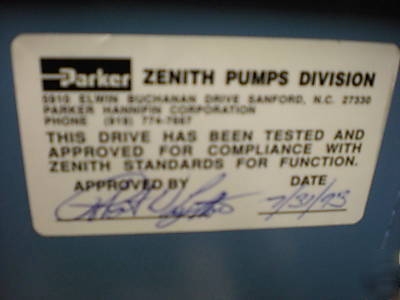 Parker ZENITH PUMPS DIVISION
5910 ELWIN BUCHANAN DRIVE SANFORD, N.C. 27330
PARKER HANNIFIN CORPORATION
PHONE (919) 774-7667
THIS DRIVE HAS BEEN TESTED AND
APPROVED FOR COMPLIANCE WITH
ZENITH STANDARDS FOR FUNCTION.
APPROVED BY DATE
7/31/93